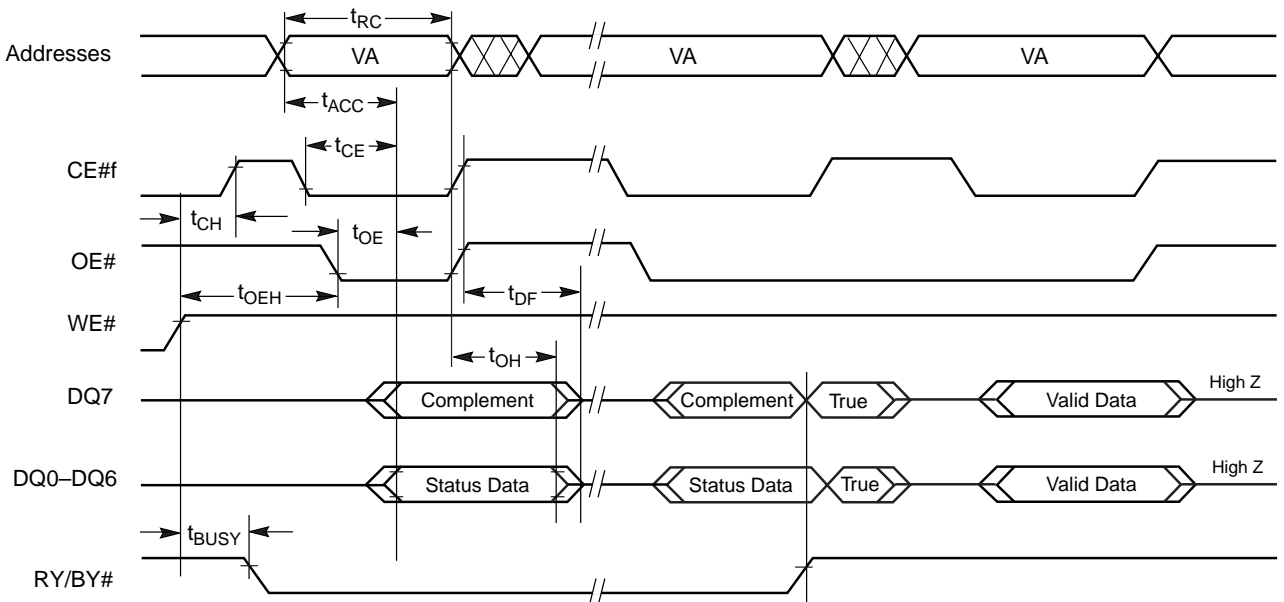 tRC
Addresses VA VA VA
tACC
tCE
CE#f
tCH tOE
OE#
tOEH tDF
WE#
tOH
DQ7 Complement Complement True Valid Data High Z
DQ0–DQ6 Status Data Status Data True Valid Data High Z
tBUSY
RY/BY#